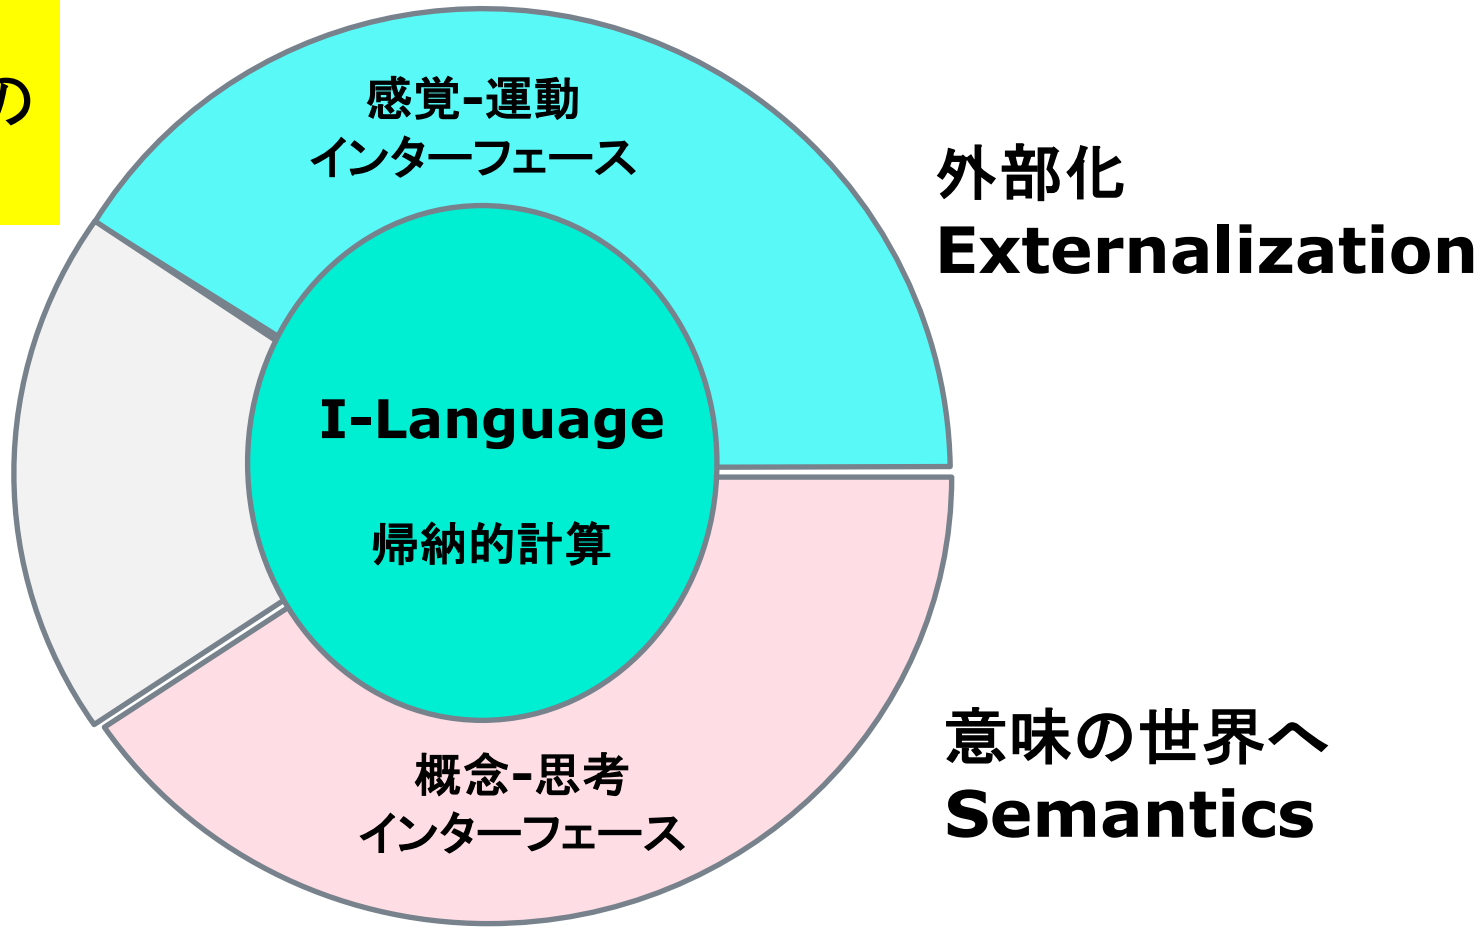 の
感覚-運動
インターフェース
外部化
Externalization
I-Language
帰納的計算
意味の世界へ
Semantics
概念-思考
インターフェース